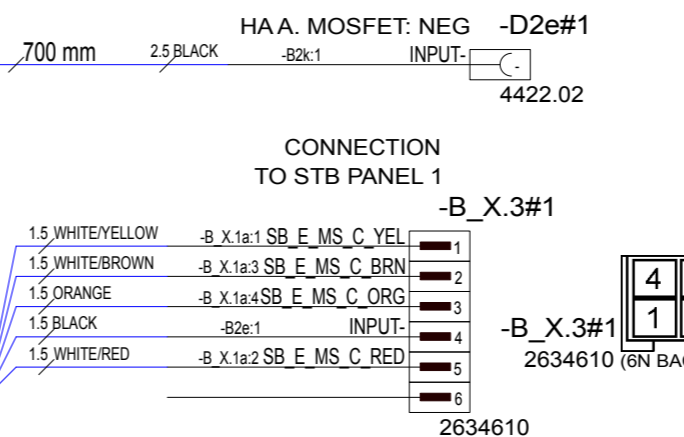 HA A. MOSFET: NEG -D2e#1
700 mm 2.5 BLACK -B2k:1 INPUT- -
4422.02
CONNECTION
TO STB PANEL 1
-B_X.3#1
1.5 WHITE/YELLOW -B_X.1a:1 SB_E_MS_C_YEL 1
1.5 WHITE/BROWN -B_X.1a:3 SB_E_MS_C_BRN 2
1.5 ORANGE -B_X.1a:4 SB_E_MS_C_ORG 3
1.5 BLACK -B2e:1 INPUT- 4
1.5 WHITE/RED -B_X.1a:2 SB_E_MS_C_RED 5
6
2634610
4
1
-B_X.3#1
2634610 (6N